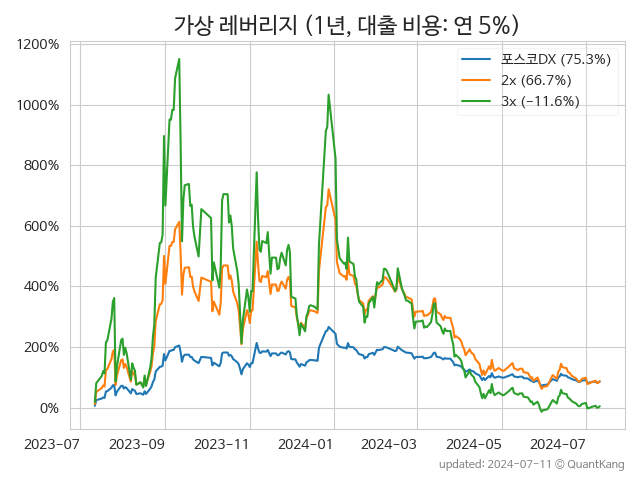 가상 레버리지 (1년, 대출 비용: 연 5%)
포스코DX (75.3%)
2x (66.7%)
3x (-11.6%)
1200%
1000%
800%
600%
400%
200%
0%
2023-07 2023-09 2023-11 2024-01 2024-03 2024-05 2024-07
updated: 2024-07-11 © QuantKang